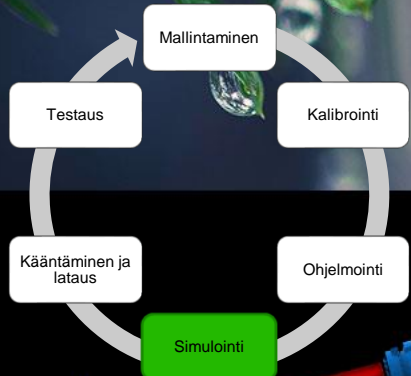 Mallintaminen
Kalibrointi
Ohjelmointi
Simulointi
Kääntäminen ja
lataus
Testaus